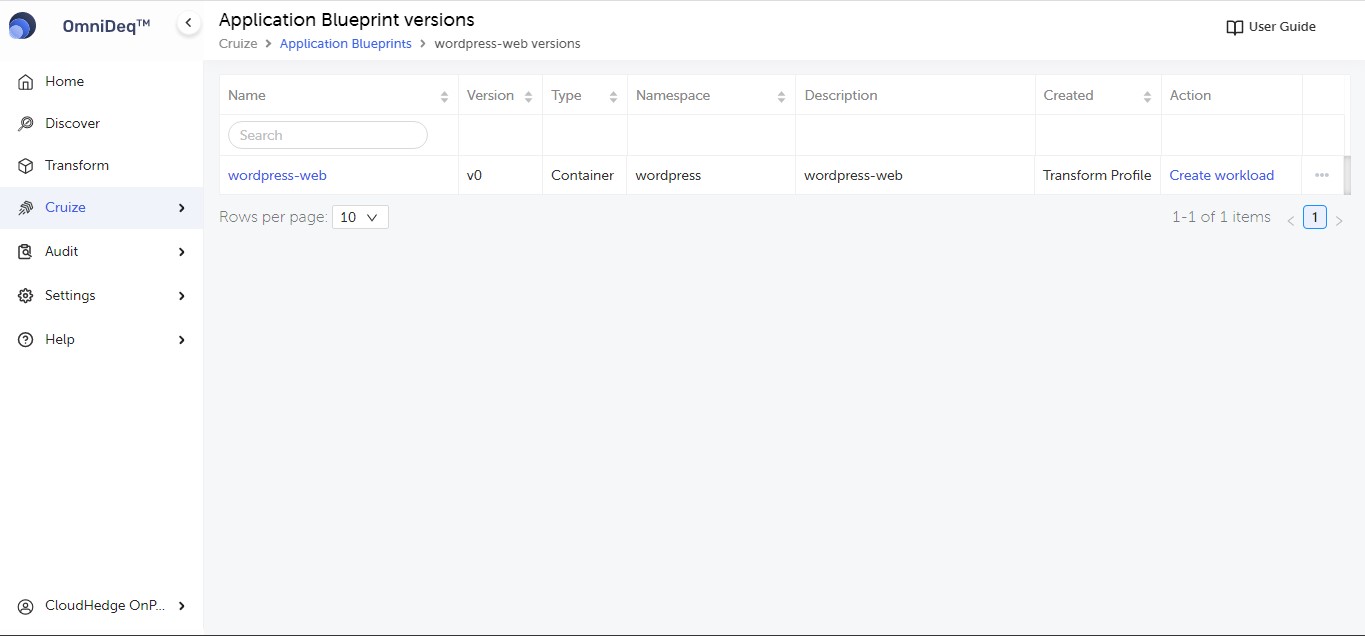 OmniDeq™
Application Blueprint versions
Cruize > Application Blueprints > wordpress-web versions
User Guide
Home
Discover
Transform
Cruize
Audit
Settings
Help
CloudHedge OnP...
Name Version Type Namespace Description Created Action
Search
wordpress-web v0 Container wordpress wordpress-web Transform Profile Create workload •••
Rows per page: 10
1-1 of 1 items < 1 >